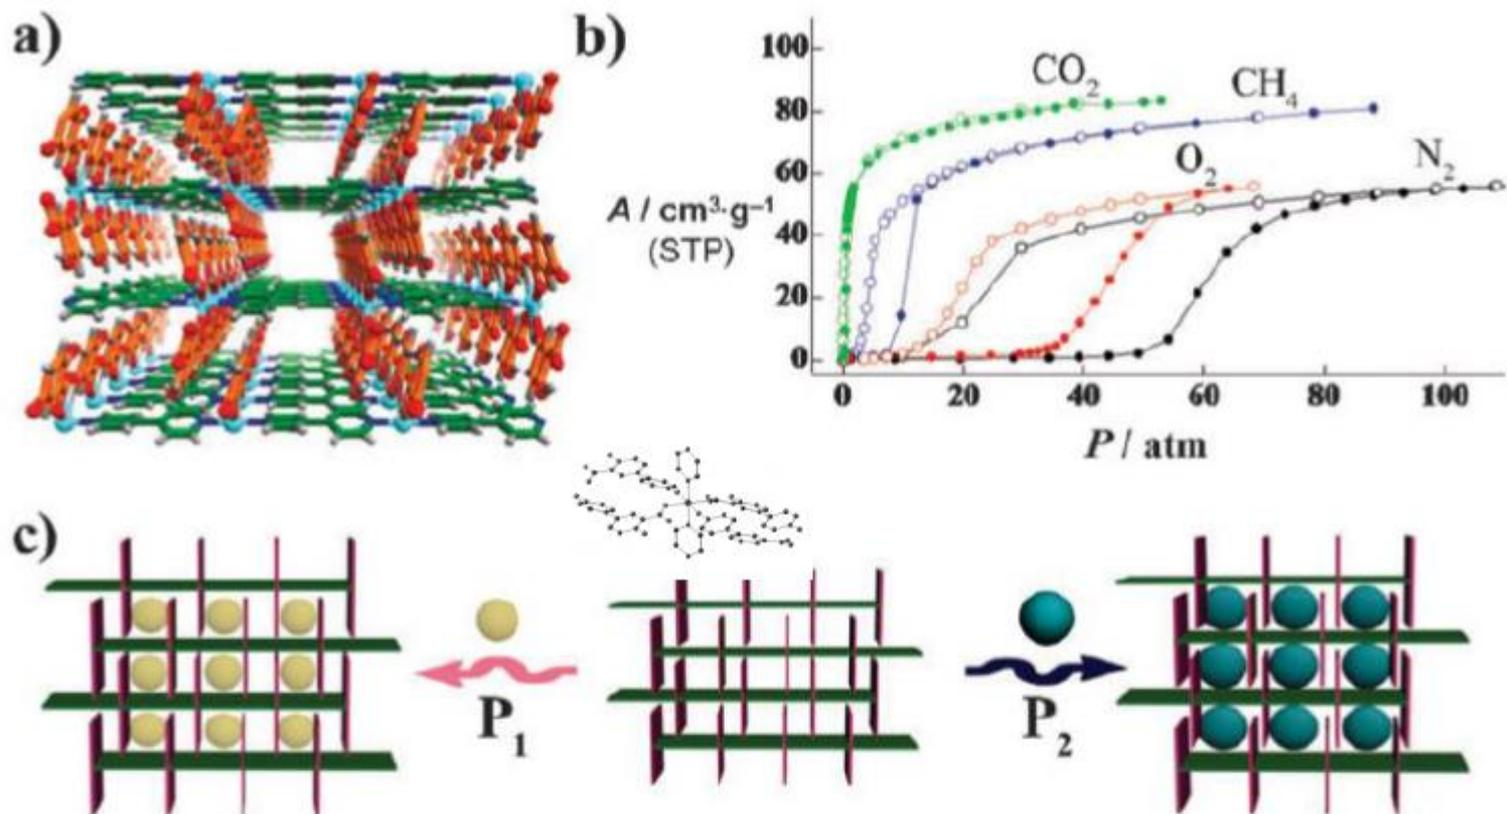 a)
b)
100
80
60
40
20
0
A / cm³·g⁻¹
(STP)
CO₂
CH₄
O₂
N₂
0 20 40 60 80 100
P / atm
c)
P₁
P₂